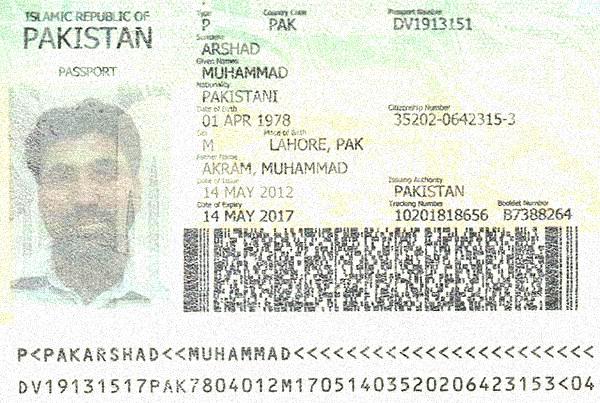 ISLAMIC REPUBLIC OF
PAKISTAN
PASSPORT
Type Country Code Passport Number
P PAK DV1913151
Surname
ARSHAD
Given Names
MUHAMMAD
Nationality
PAKISTANI
Date of Birth Citizenship Number
01 APR 1978 35202-0642315-3
Sex Place of Birth
M LAHORE, PAK
Father Name
AKRAM, MUHAMMAD
Date of Issue Issuing Authority
14 MAY 2012 PAKISTAN
Date of Expiry Tracking Number Booklet Number
14 MAY 2017 10201818656 B7388264
P<PAKARSHAD<<MUHAMMAD<<<<<<<<<<<<<<<<<<<<<<<
DV19131517PAK7804012M17051403520206423153<04